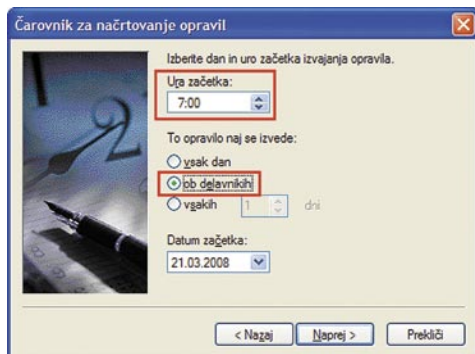 Čarovnik za načrtovanje opravil
Izberite dan in uro začetka izvajanja opravila.
Ura začetka:
7:00
To opravilo naj se izvede:
vsak dan
ob delavnikih
vsakih 1 dni
Datum začetka:
21.03.2008
< Nazaj Naprej > Prekliči